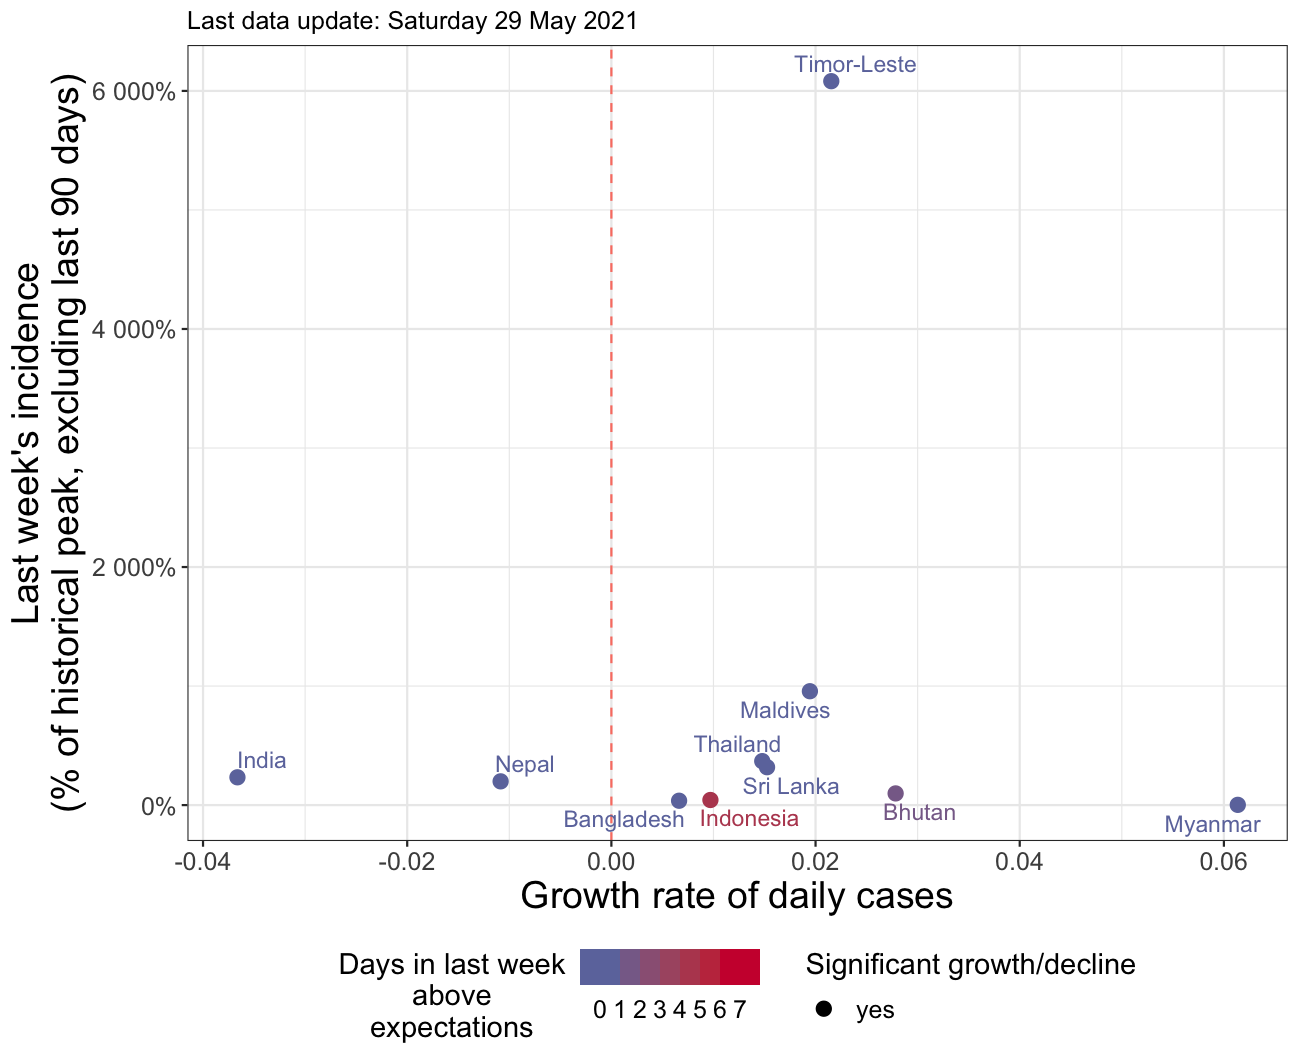 Last data update: Saturday 29 May 2021
Last week's incidence
(% of historical peak, excluding last 90 days)
6 000%
4 000%
2 000%
0%
Timor-Leste
Maldives
Thailand
Sri Lanka
India
Nepal
Bangladesh
Indonesia
Bhutan
Myanmar
-0.04
-0.02
0.00
0.02
0.04
0.06
Growth rate of daily cases
Days in last week
above
expectations
0 1 2 3 4 5 6 7
Significant growth/decline
yes